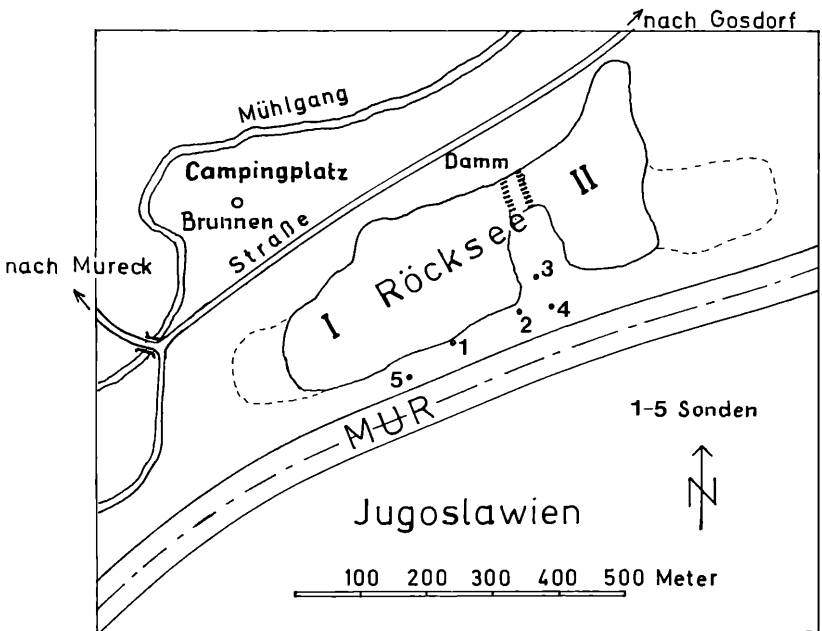 nach Gosdorf
Mühlgang
Campingplatz
Brunnen
Damm
II
Straße
nach Mureck
I Röcksee
3
2 4
1
5
MUR
1-5 Sonden
N
Jugoslawien
100 200 300 400 500 Meter